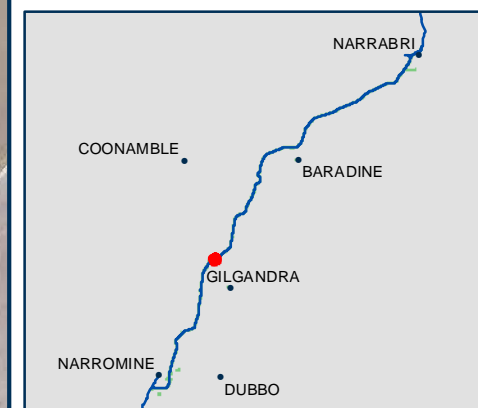 NARRABRI
COONAMBLE
BARADINE
GILGANDRA
NARROMINE
DUBBO